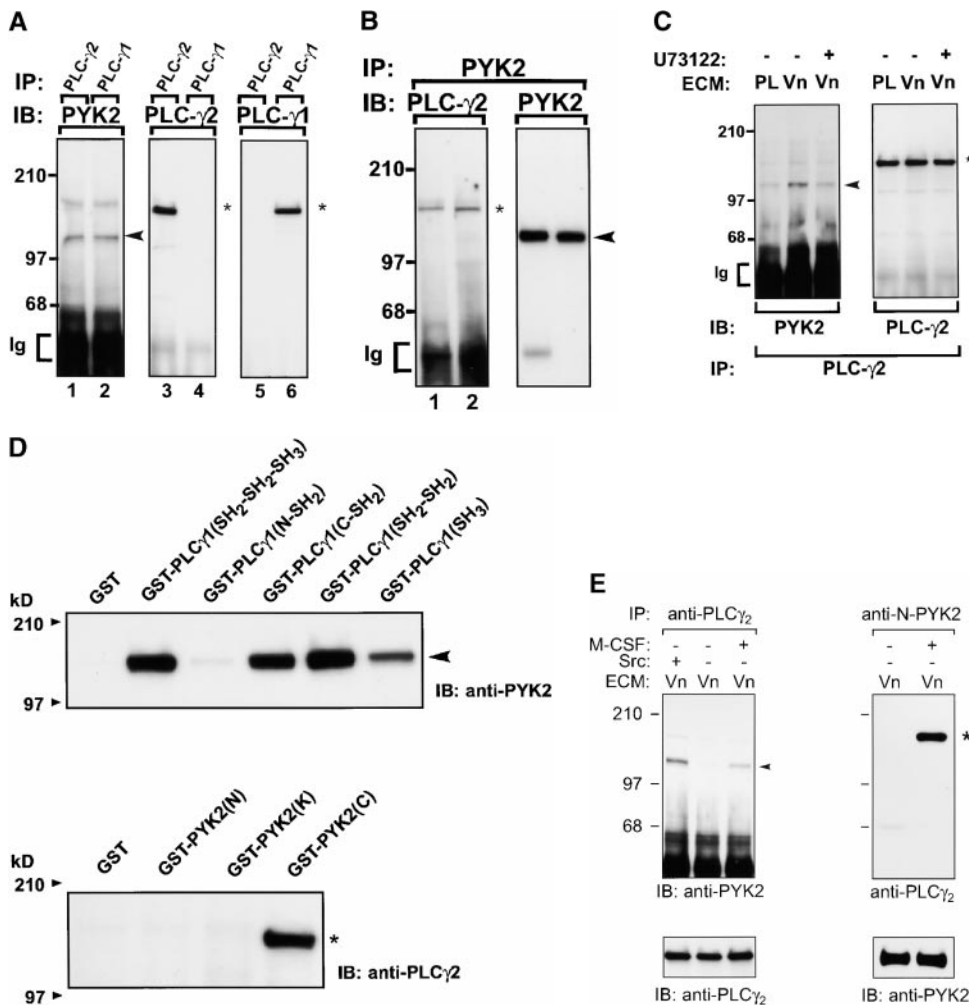 A
IP: PLC-γ2 PLC-γ1 PLC-γ2 PLC-γ1 PLC-γ2 PLC-γ1
IB: PYK2 PLC-γ2 PLC-γ1
210
* *
97
68
Ig
1 2 3 4 5 6
B
IP: PYK2
IB: PLC-γ2 PYK2
210
*
97
68
Ig
1 2
C
U73122: - - + - - +
ECM: PL Vn Vn PL Vn Vn
210
*
97
68
Ig
IB: PYK2 PLC-γ2
IP: PLC-γ2
D
GST GST-PLCγ1(SH2-SH2-SH3) GST-PLCγ1(N-SH2) GST-PLCγ1(C-SH2) GST-PLCγ1(SH2-SH2) GST-PLCγ1(SH3)
kD
210
97
IB: anti-PYK2
GST GST-PYK2(N) GST-PYK2(K) GST-PYK2(C)
kD
210
*
97
IB: anti-PLCγ2
E
IP: anti-PLCγ2 anti-N-PYK2
M-CSF: - - + - +
Src: + - - - -
ECM: Vn Vn Vn Vn Vn
210
*
97
68
IB: anti-PYK2 anti-PLCγ2
IB: anti-PLCγ2 IB: anti-PYK2